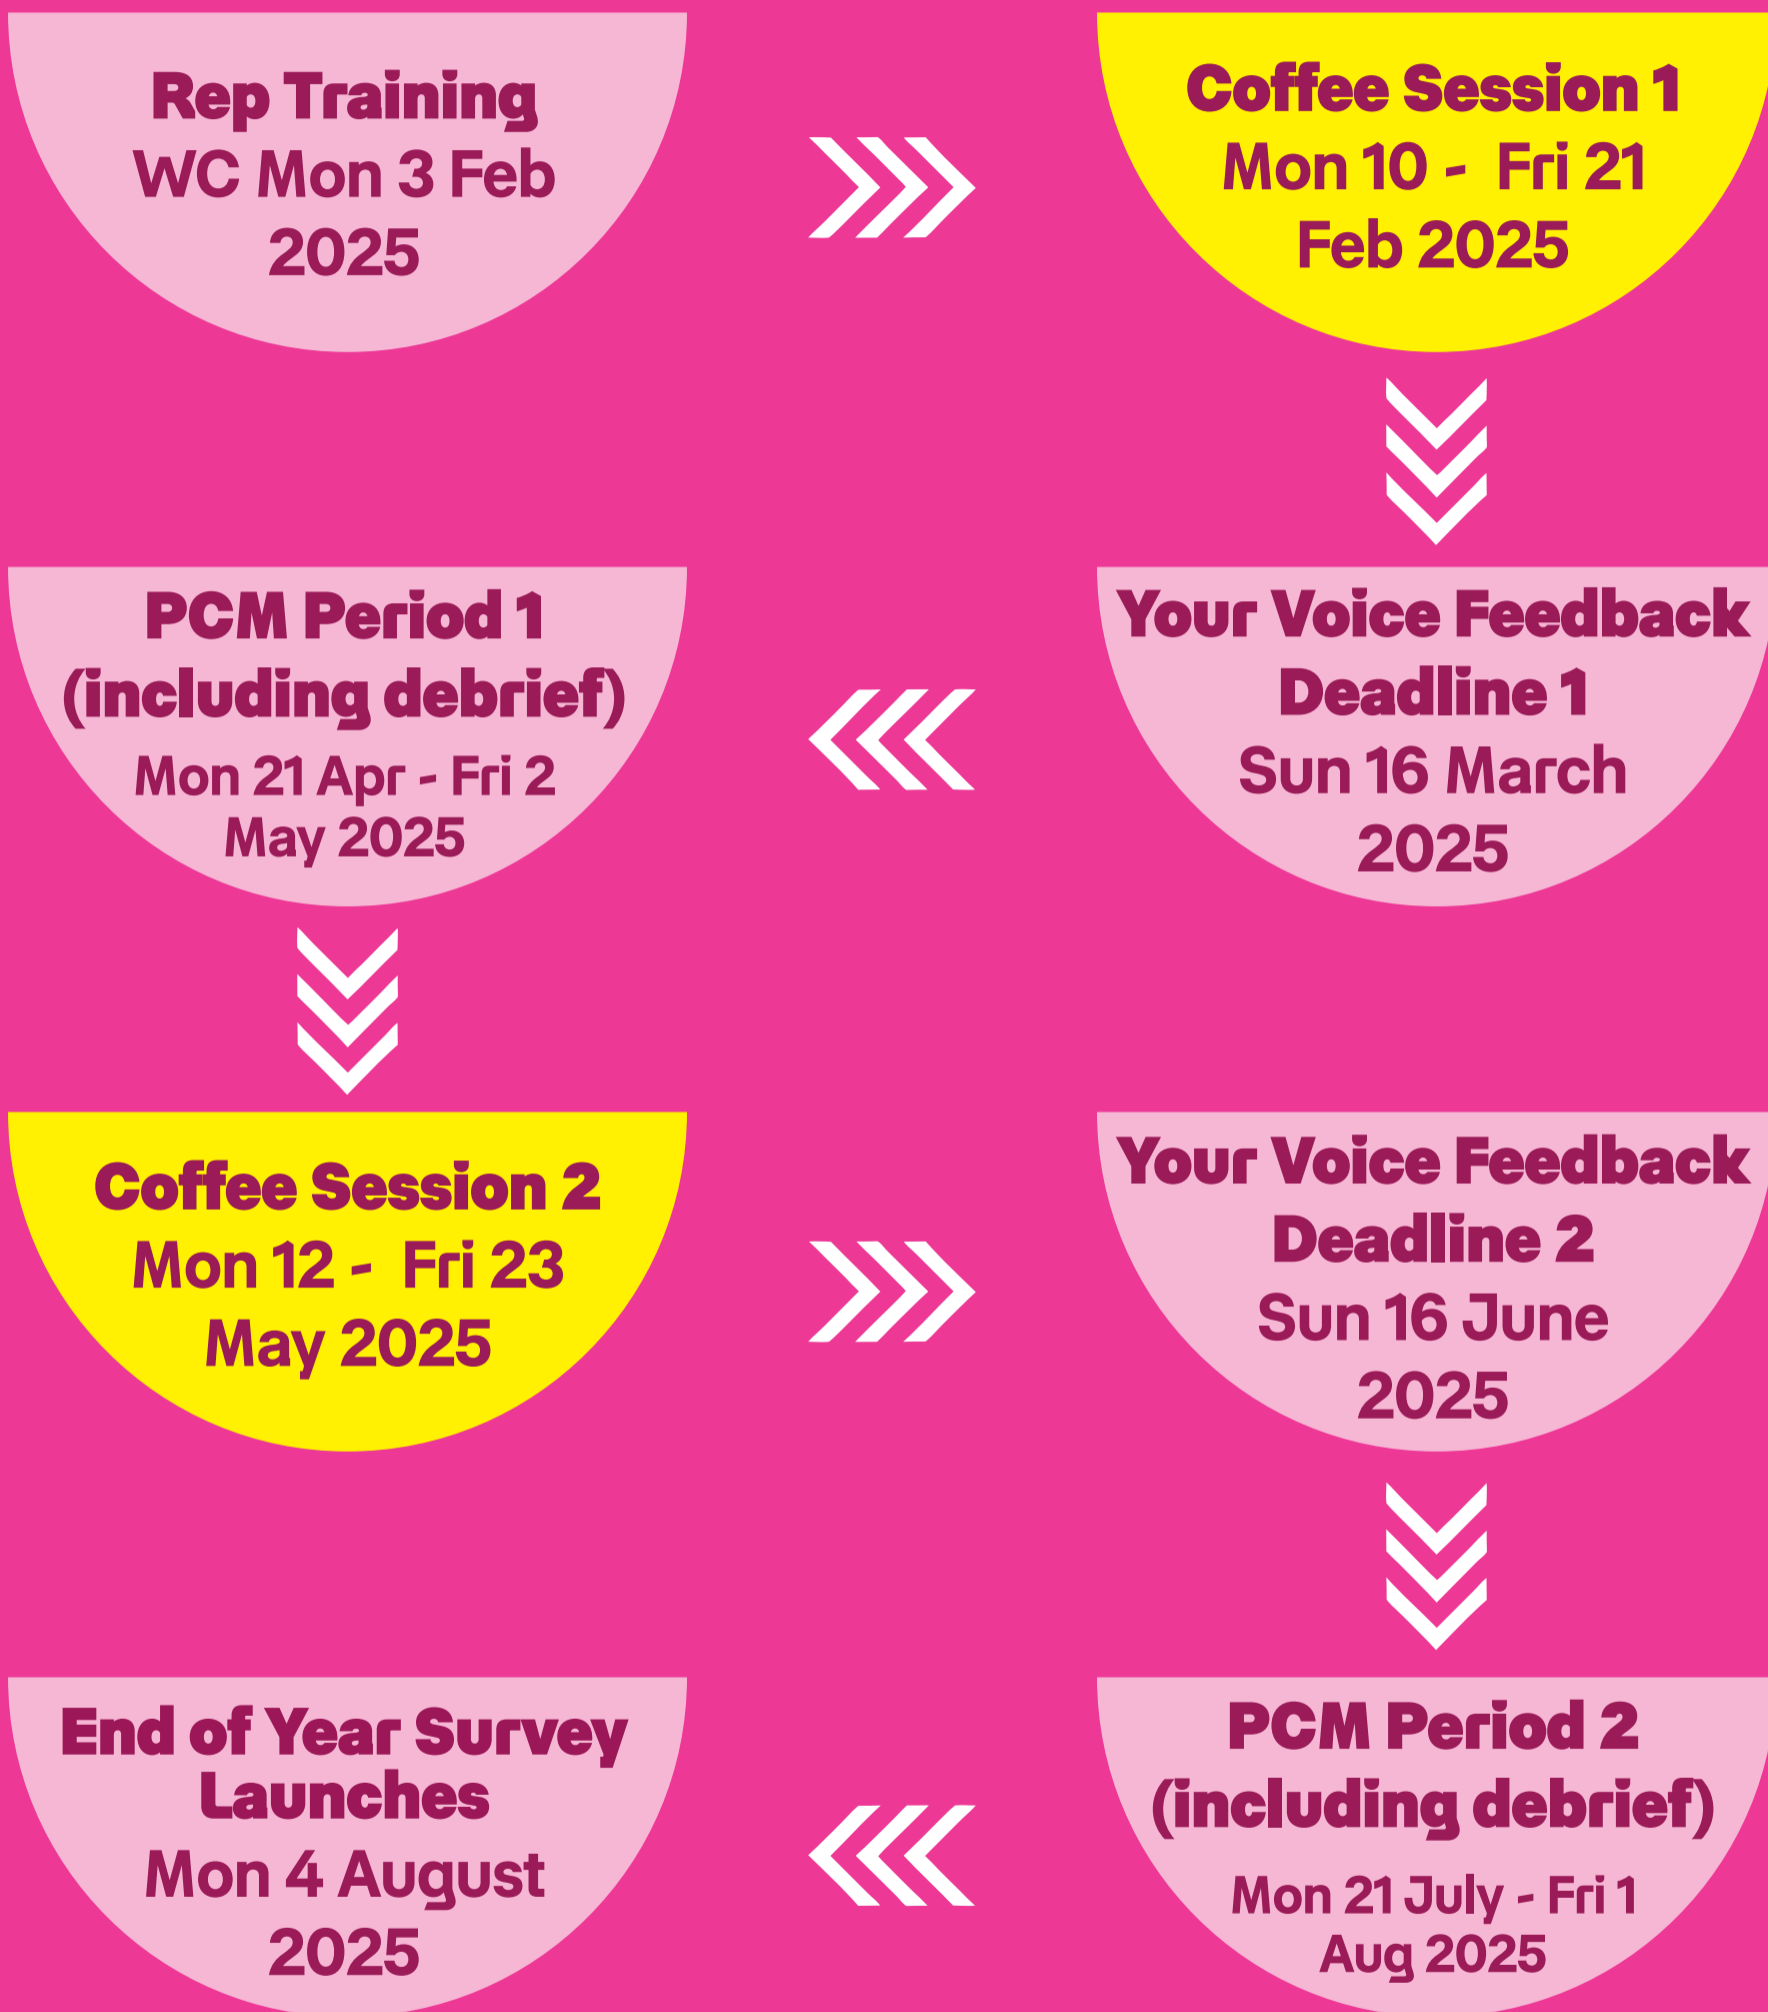 Rep Training
WC Mon 3 Feb
2025
Coffee Session 1
Mon 10 - Fri 21
Feb 2025
Your Voice Feedback
Deadline 1
Sun 16 March
2025
PCM Period 1
(including debrief)
Mon 21 Apr - Fri 2
May 2025
Coffee Session 2
Mon 12 - Fri 23
May 2025
Your Voice Feedback
Deadline 2
Sun 16 June
2025
PCM Period 2
(including debrief)
Mon 21 July - Fri 1
Aug 2025
End of Year Survey
Launches
Mon 4 August
2025